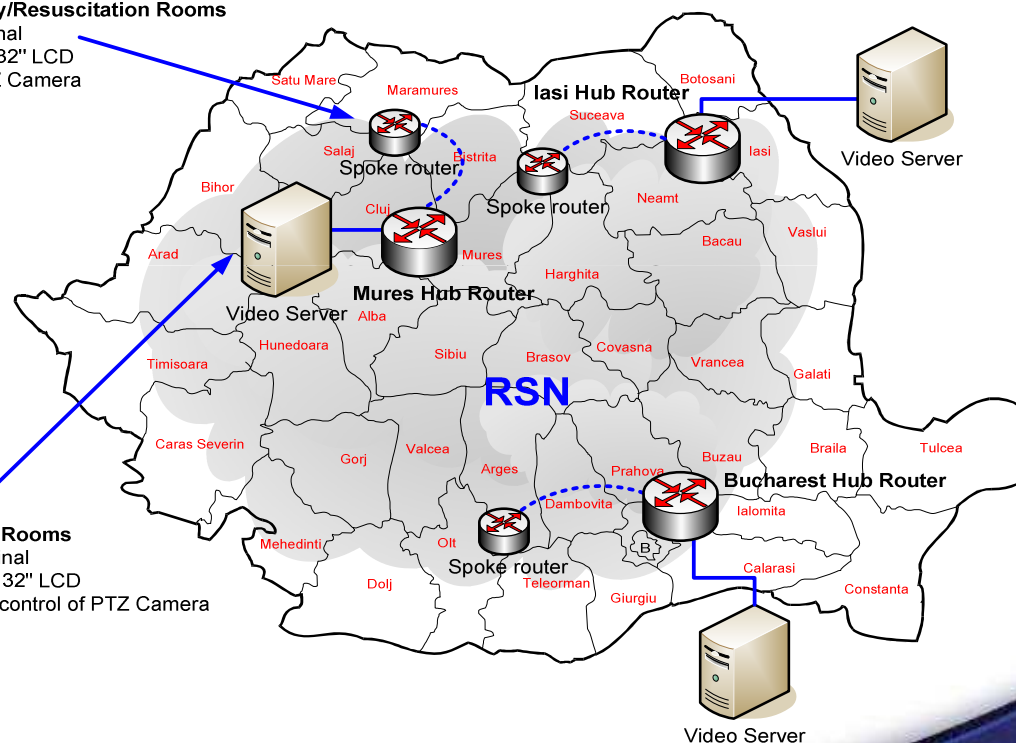 y/Resuscitation Rooms
nal
32" LCD
Z Camera
Satu Mare
Maramures
Botosani
Iasi Hub Router
Suceava
Salaj
Bistrita
Iasi
Video Server
Spoke router
Bihor
Neamt
Spoke router
Cluj
Vaslui
Bacau
Arad
Mures
Harghita
Mures Hub Router
Video Server
Alba
Hunedoara
Sibiu
Brasov
Covasna
Vrancea
Timisoara
Galati
RSN
Caras Severin
Valcea
Gorj
Arges
Prahova
Buzau
Braila
Tulcea
Bucharest Hub Router
Dambovita
Ialomita
Rooms
nal
32" LCD
control of PTZ Camera
Mehedinti
Olt
B
Spoke router
Calarasi
Dolj
Teleorman
Giurgiu
Constanta
Video Server